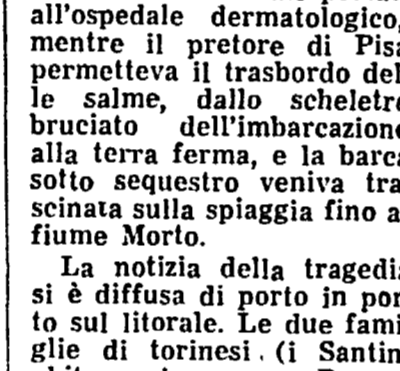 all'ospedale dermatologico,
mentre il pretore di Pisa
permetteva il trasbordo del
le salme, dallo scheletro
bruciato dell'imbarcazione
alla terra ferma, e la barca
sotto sequestro veniva tra
scinata sulla spiaggia fino a
fiume Morto.
La notizia della tragedia
si è diffusa di porto in por
to sul litorale. Le due fami
glie di torinesi (i Santin